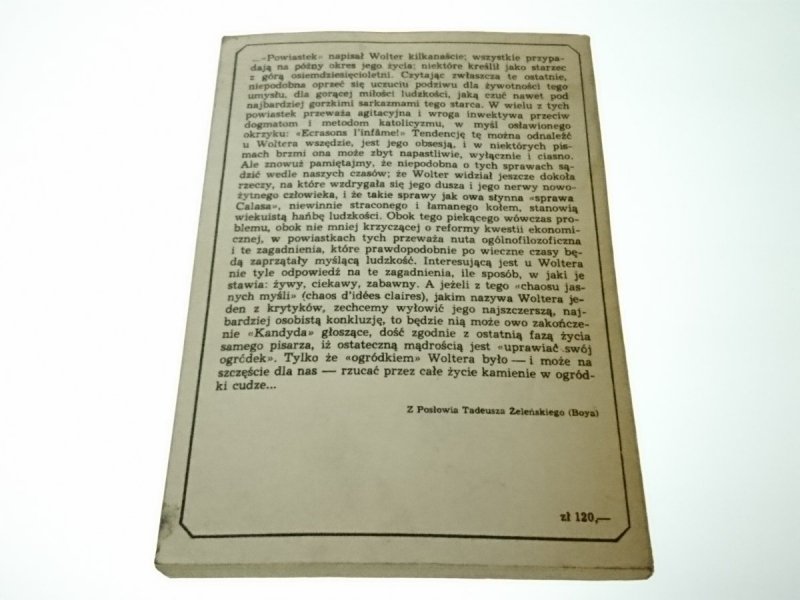 ...«Powiastek» napisał Wolter kilkanaście; wszystkie przypa-
dają na późny okres jego życia; niektóre kreślił jako starzec
z górą osiemdziesięcioletni. Czytając zwłaszcza te ostatnie,
niepodobna oprzeć się uczuciu podziwu dla żywotności tego
umysłu, dla gorącej miłości ludzkości, jaką czuć nawet pod
najbardziej gorzkimi sarkazmami tego starca. W wielu z tych
powiastek przeważa agitacyjna i wroga inwektywa przeciw
dogmatom i metodom katolicyzmu, w myśl osławionego
okrzyku: «Ecrasons l'infâme!» Tendencję tę można odnaleźć
u Woltera wszędzie, jest jego obsesją, i w niektórych pis-
mach brzmi ona może zbyt napastliwie, wyłącznie i ciasno.
Ale znowuż pamiętajmy, że niepodobna o tych sprawach są-
dzić wedle naszych czasów; że Wolter widział jeszcze dokoła
rzeczy, na które wzdrygała się jego dusza i jego nerwy nowo-
żytnego człowieka, i że takie sprawy jak owa słynna «sprawa
Calasa», niewinnie straconego i łamanego kołem, stanowią
wiekuistą hańbę ludzkości. Obok tego piekącego wówczas pro-
blemu, obok nie mniej krzyczącej o reformy kwestii ekonomi-
cznej, w powiastkach tych przeważa nuta ogólnofilozoficzna
i te zagadnienia, które prawdopodobnie po wieczne czasy bę-
dą zaprzątały myślącą ludzkość. Interesującą jest u Woltera
nie tyle odpowiedź na te zagadnienia, ile sposób, w jaki je
stawia: żywy, ciekawy, zabawny. A jeżeli z tego «chaosu jas-
nych myśli» (chaos d'idées claires), jakim nazywa Woltera je-
den z krytyków, zechcemy wyłowić jego najszczerszą, naj-
bardziej osobistą konkluzję, to będzie nią może owo zakończe-
nie «Kandyda» głoszące, dość zgodnie z ostatnią fazą życia
samego pisarza, iż ostateczną mądrością jest «uprawiać swój
ogródek». Tylko że «ogródkiem» Woltera było — i może na
szczęście dla nas — rzucać przez całe życie kamienie w ogród-
ki cudze...
Z Posłowia Tadeusza Żeleńskiego (Boya)
zł 120,—